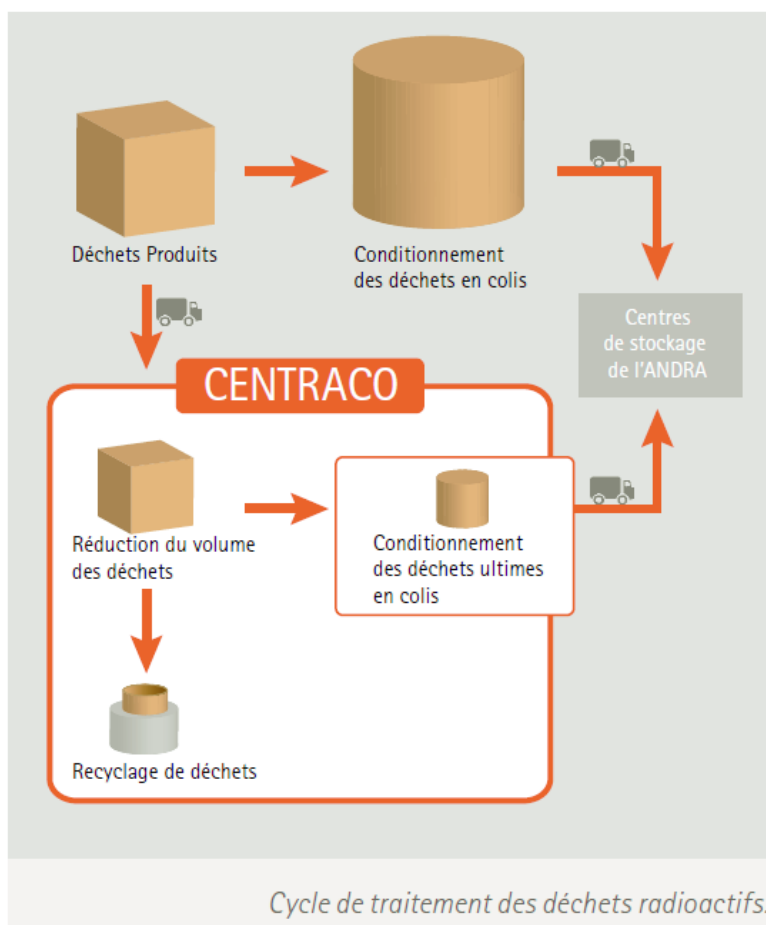 Déchets Produits
Conditionnement
des déchets en colis
Centres
de stockage
de l'ANDRA
CENTRACO
Réduction du volume
des déchets
Conditionnement
des déchets ultimes
en colis
Recyclage de déchets
Cycle de traitement des déchets radioactifs.